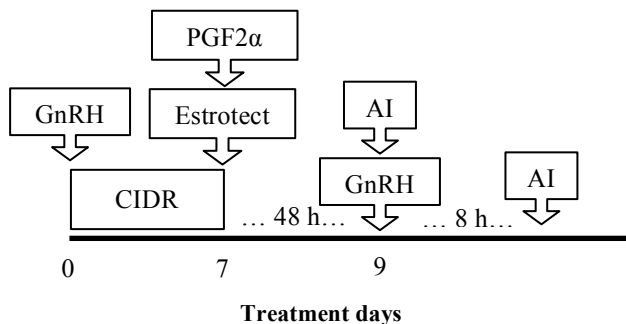 PGF2α
GnRH
Estrotect
AI
CIDR
GnRH
AI
… 48 h…
… 8 h…
0
7
9
Treatment days